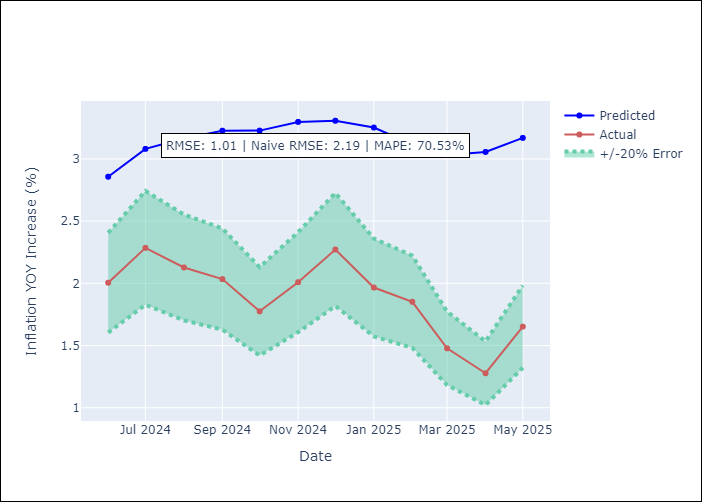 RMSE: 1.01 | Naive RMSE: 2.19 | MAPE: 70.53%
Predicted
Actual
+/-20% Error
Inflation YOY Increase (%)
3
2.5
2
1.5
1
Jul 2024
Sep 2024
Nov 2024
Jan 2025
Mar 2025
May 2025
Date